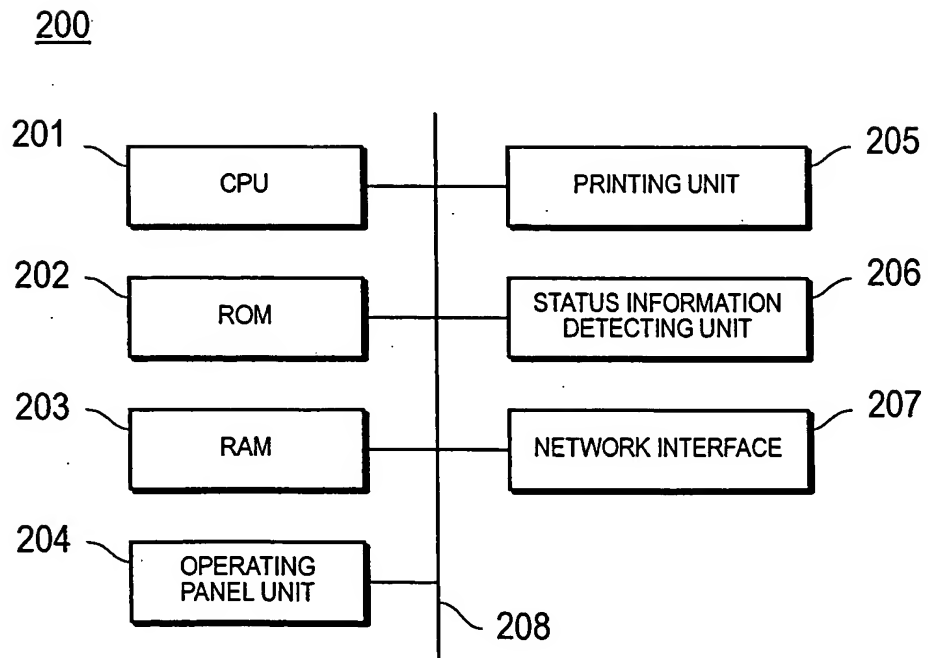 200
201
CPU
PRINTING UNIT
205
202
ROM
STATUS INFORMATION
DETECTING UNIT
206
203
RAM
NETWORK INTERFACE
207
204
OPERATING
PANEL UNIT
208